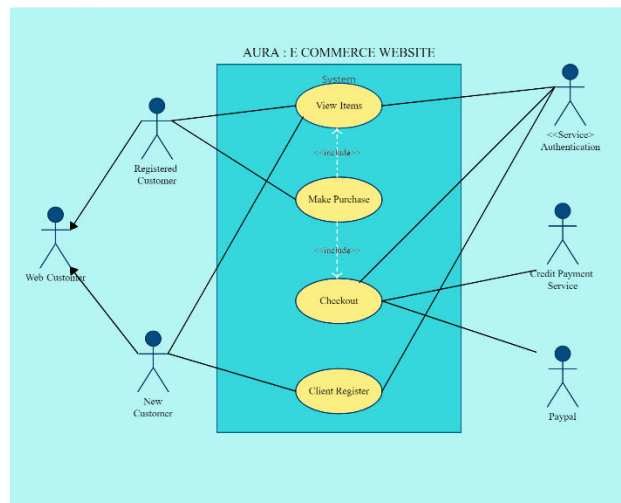 AURA : E COMMERCE WEBSITE
System
View Items
<<include>>
Make Purchase
<<include>>
Checkout
Client Register
Registered
Customer
Web Customer
New
Customer
<<Service>
Authentication
Credit Payment
Service
Paypal